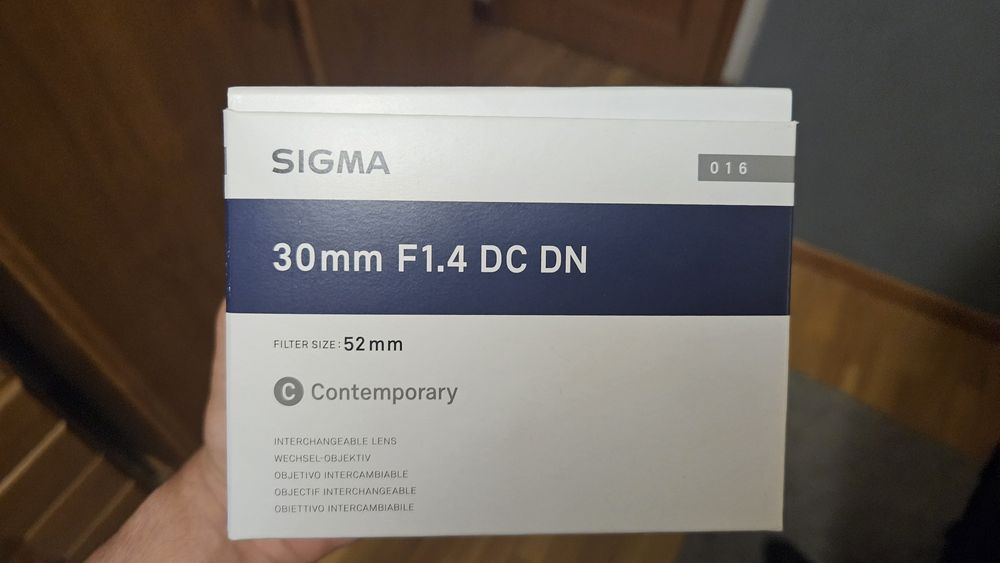 SIGMA
016
30mm F1.4 DC DN
FILTER SIZE: 52mm
C Contemporary
INTERCHANGEABLE LENS
WECHSEL-OBJEKTIV
OBJETIVO INTERCAMBIABLE
OBJECTIF INTERCHANGEABLE
OBIETTIVO INTERCAMBIABILE